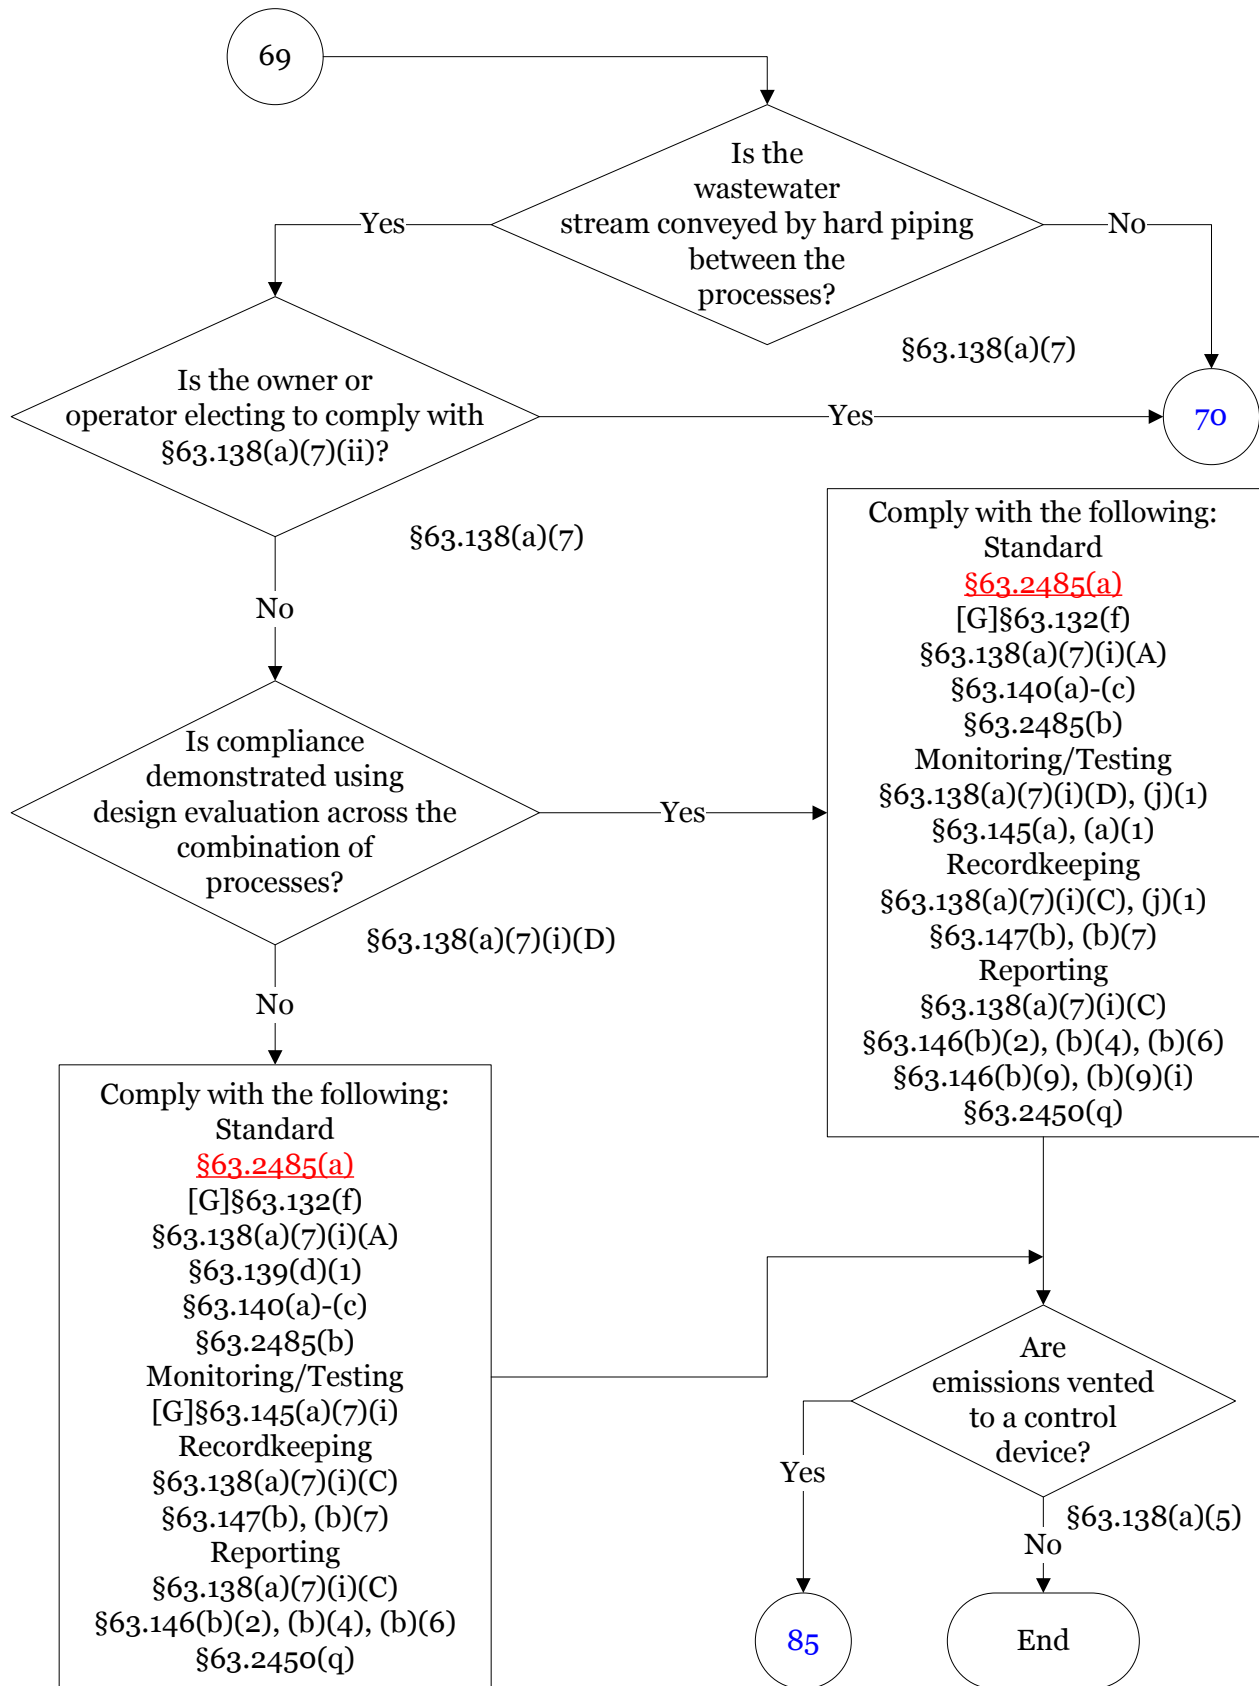 69
Is the
wastewater
stream conveyed by hard piping
between the
processes?
Yes
No
§63.138(a)(7)
Is the owner or
operator electing to comply with
§63.138(a)(7)(ii)?
Yes
70
§63.138(a)(7)
No
Is compliance
demonstrated using
design evaluation across the
combination of
processes?
Yes
§63.138(a)(7)(i)(D)
No
Comply with the following:
Standard
§63.2485(a)
[G]§63.132(f)
§63.138(a)(7)(i)(A)
§63.140(a)-(c)
§63.2485(b)
Monitoring/Testing
§63.138(a)(7)(i)(D), (j)(1)
§63.145(a), (a)(1)
Recordkeeping
§63.138(a)(7)(i)(C), (j)(1)
§63.147(b), (b)(7)
Reporting
§63.138(a)(7)(i)(C)
§63.146(b)(2), (b)(4), (b)(6)
§63.146(b)(9), (b)(9)(i)
§63.2450(q)
Comply with the following:
Standard
§63.2485(a)
[G]§63.132(f)
§63.138(a)(7)(i)(A)
§63.139(d)(1)
§63.140(a)-(c)
§63.2485(b)
Monitoring/Testing
[G]§63.145(a)(7)(i)
Recordkeeping
§63.138(a)(7)(i)(C)
§63.147(b), (b)(7)
Reporting
§63.138(a)(7)(i)(C)
§63.146(b)(2), (b)(4), (b)(6)
§63.2450(q)
Are
emissions vented
to a control
device?
Yes
§63.138(a)(5)
No
85
End